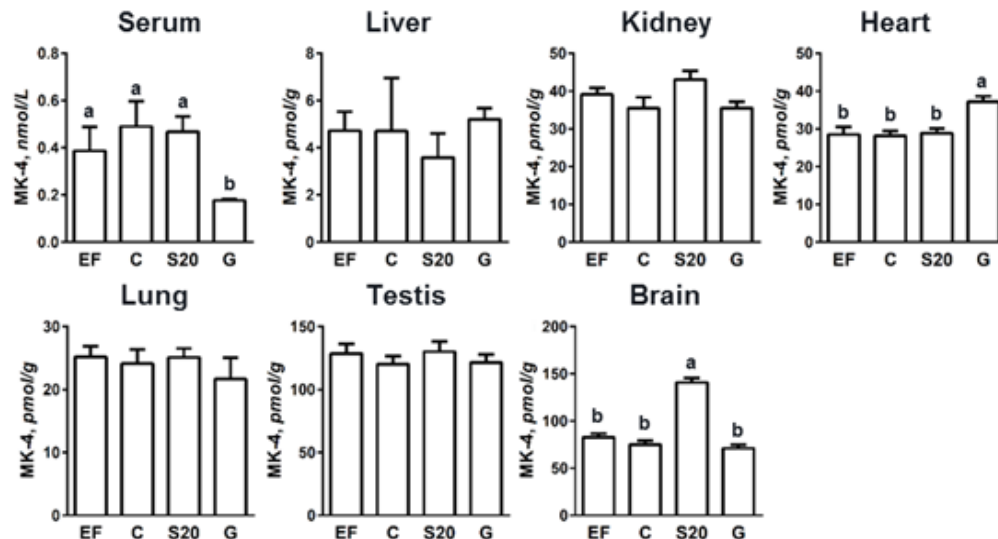 Serum
MK-4, nmol/L
0.8
0.6
0.4
0.2
0.0
a
a
a
b
EF C S20 G
Liver
MK-4, pmol/g
8
6
4
2
0
EF C S20 G
Kidney
MK-4, pmol/g
50
40
30
20
10
0
EF C S20 G
Heart
MK-4, pmol/g
50
40
30
20
10
0
b
b
b
a
EF C S20 G
Lung
MK-4, pmol/g
30
20
10
0
EF C S20 G
Testis
MK-4, pmol/g
150
100
50
0
EF C S20 G
Brain
MK-4, pmol/g
200
150
100
50
0
b
b
a
b
EF C S20 G